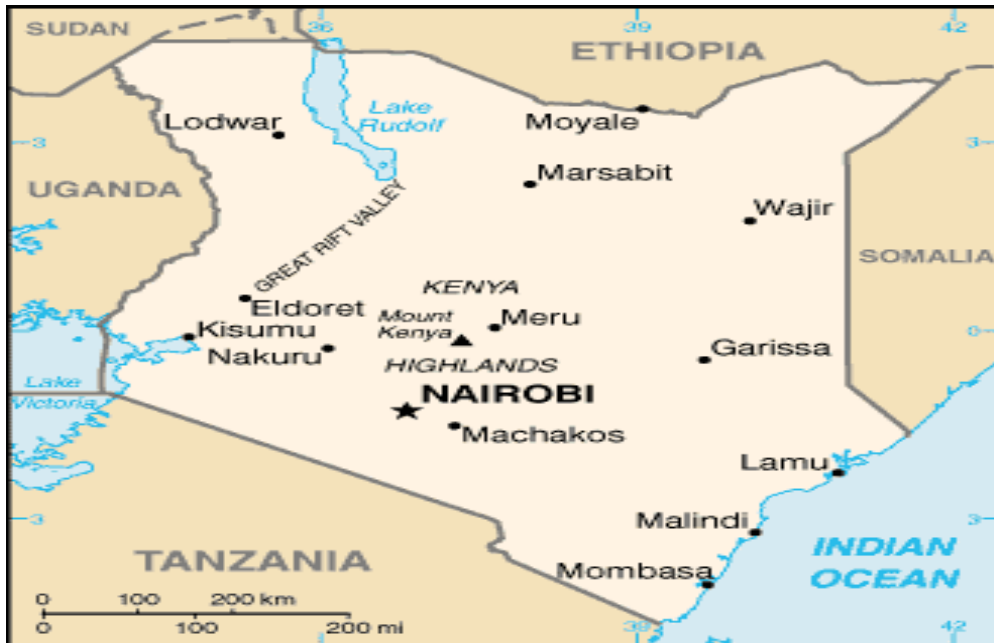 36
39
42
SUDAN
ETHIOPIA
Lake
Rudolf
Lodwar
Moyale
3
3
Marsabit
UGANDA
Wajir
GREAT RIFT VALLEY
SOMALIA
KENYA
Eldoret
Mount
Kenya
Meru
Kisumu
0
0
Nakuru
Garissa
HIGHLANDS
Lake
Victoria
NAIROBI
Machakos
Lamu
3
3
Malindi
INDIAN
OCEAN
TANZANIA
Mombasa
0 100 200 km
0 100 200 mi
36
39
42